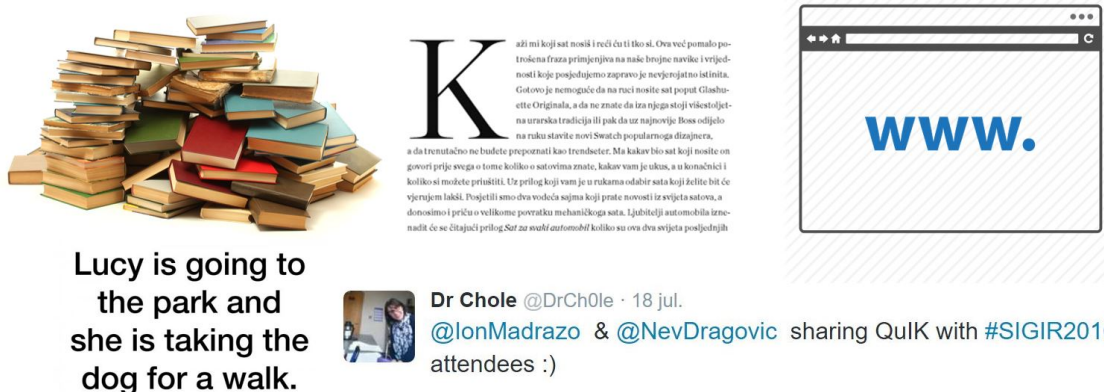 K
aži mi koji sat nosiš i reći ću ti tko si. Ova već pomalo po-
trošena fraza primjenjiva na naše brojne navike i vrijed-
nosti koje posjedujemo zapravo je nevjerojatno istinita.
Gotovo je nemoguće da na ruci nosite sat poput Glashu-
ette Originala, a da ne znate da iza njega stoji višestoljet-
na urarska tradicija ili pak da uz najnovije Boss odijelo
na ruku stavite novi Swatch popularnoga dizajnera,
a da trenutačno ne budete prepoznati kao trendseter. Ma kakav bio sat koji nosite on
govori prije svega o tome koliko o satovima znate, kakav vam je ukus, a u konačnici i
koliko si možete priuštiti. Uz prilog koji vam je u rukama odabir sata koji želite bit će
vjerujem lakši. Posjetili smo dva vodeća sajma koji prate novosti iz svijeta satova, a
donosimo i priču o velikome povratku mehaničkoga sata. Ljubitelji automobila izne-
nadit će se čitajući prilog Sat za svaki automobil koliko su ova dva svijeta posljednjih
www.
Lucy is going to
the park and
she is taking the
dog for a walk.
Dr Chole @DrCh0le · 18 jul.
@IonMadrazo & @NevDragovic sharing QuIK with #SIGIR201
attendees :)